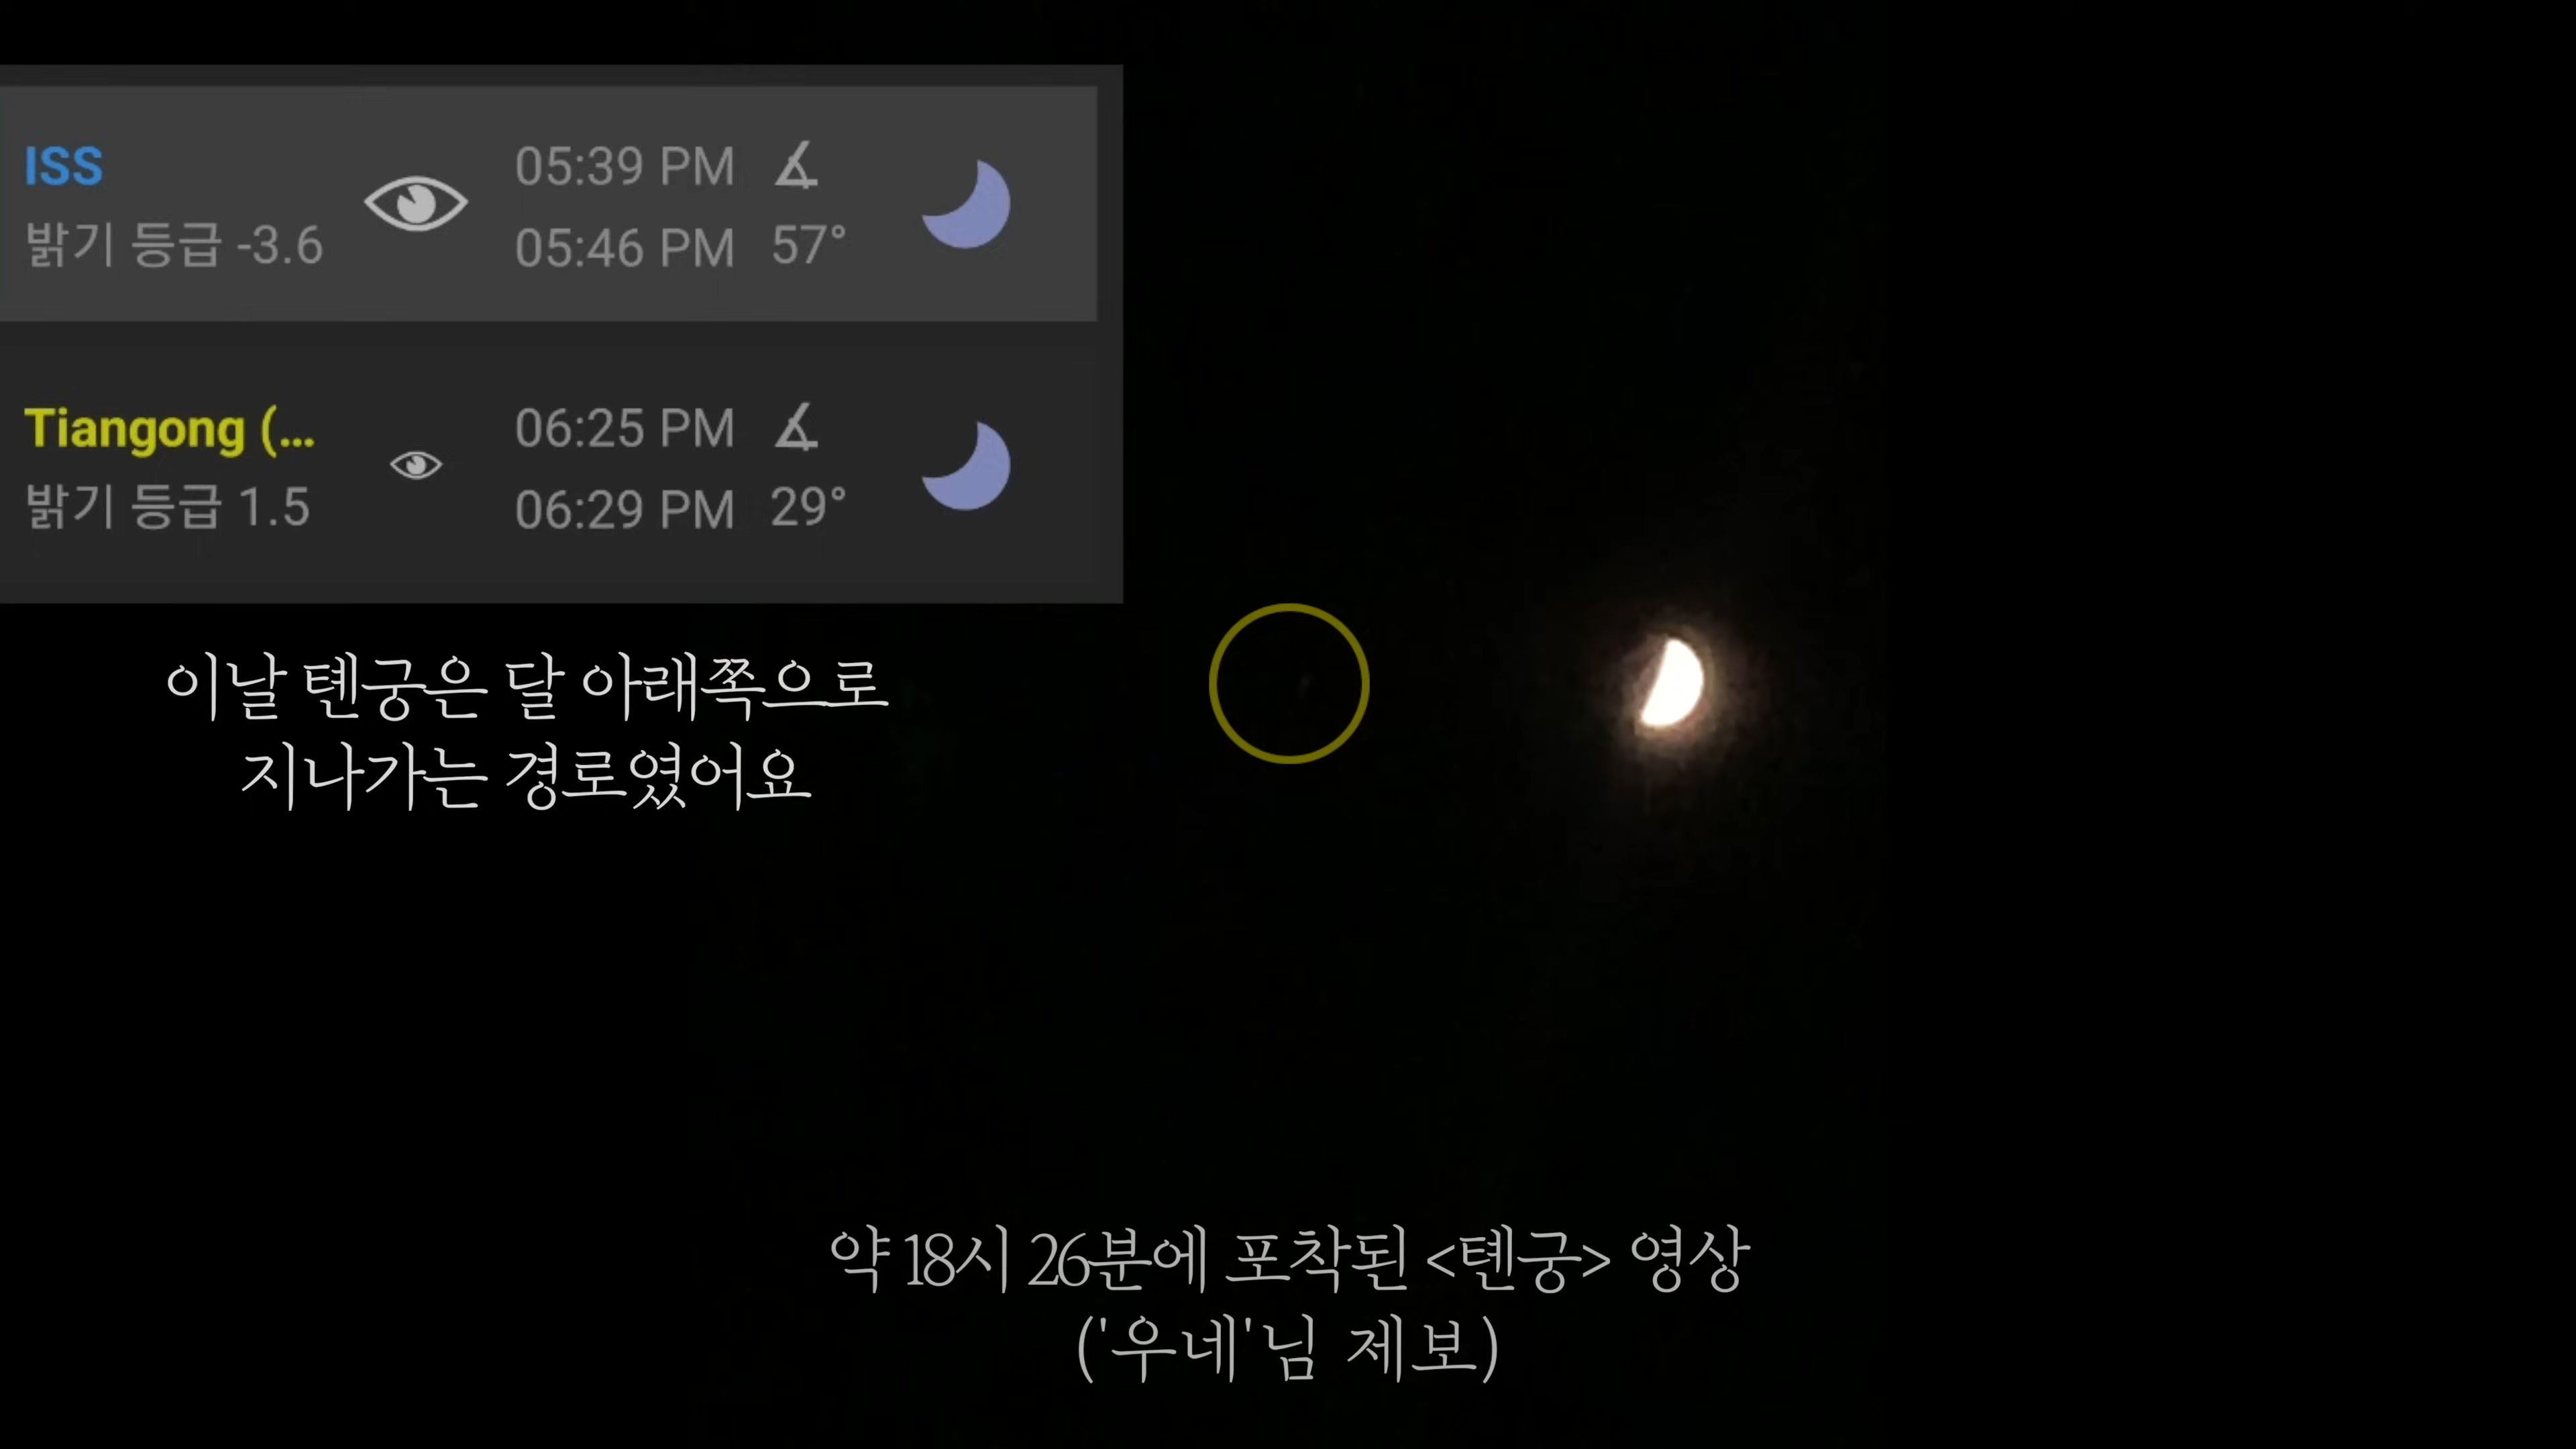 ISS
밝기 등급 -3.6
05:39 PM
05:46 PM 57°
Tiangong (...
밝기 등급 1.5
06:25 PM
06:29 PM 29°
이날 톈궁은 달 아래쪽으로
지나가는 경로였어요
약 18시 26분에 포착된 <톈궁> 영상
('우네'님 제보)